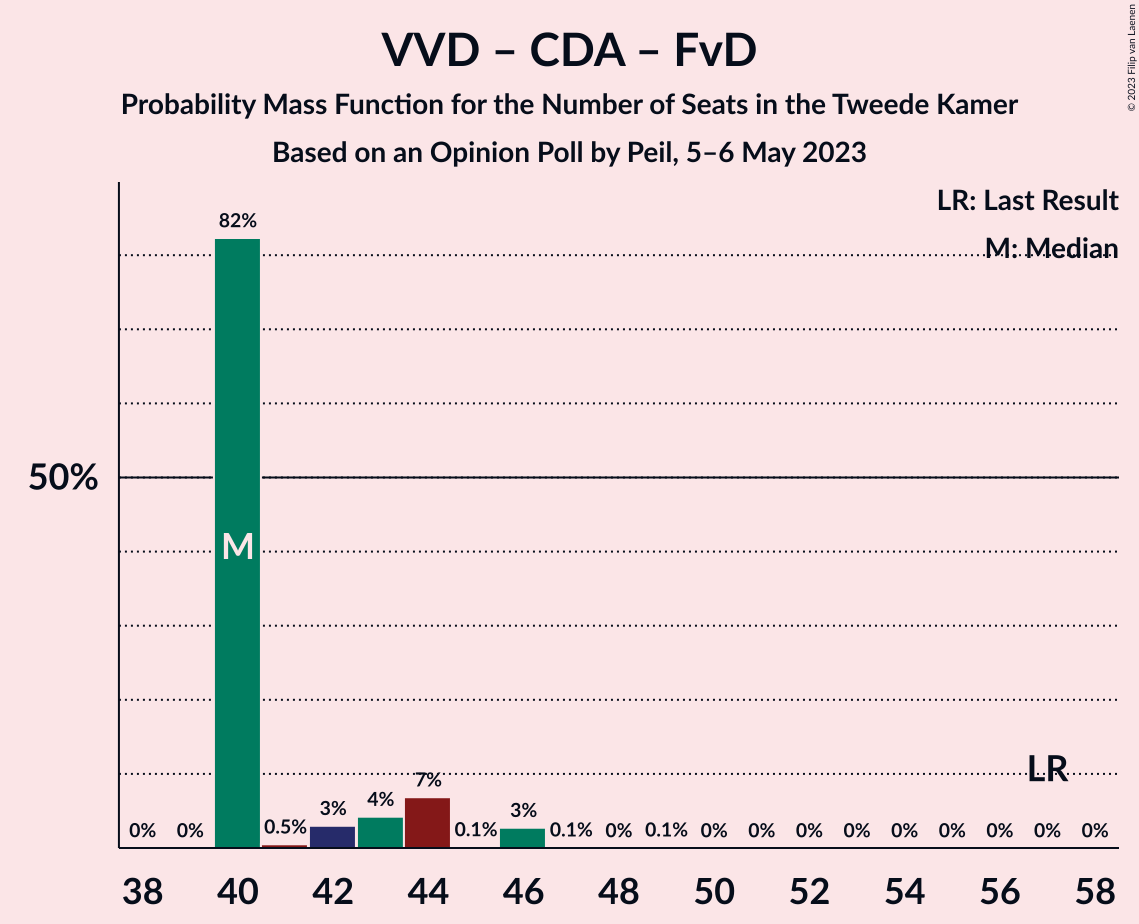 VVD – CDA – FvD
Probability Mass Function for the Number of Seats in the Tweede Kamer
Based on an Opinion Poll by Peil, 5–6 May 2023
© 2023 Filip van Laenen
LR: Last Result
M: Median
50%
82%
M
0% 0% 0.5% 3% 4% 7% 0.1% 3% 0.1% 0% 0.1% 0% 0% 0% 0% 0% 0% 0% 0% 0%
LR
38 40 42 44 46 48 50 52 54 56 58